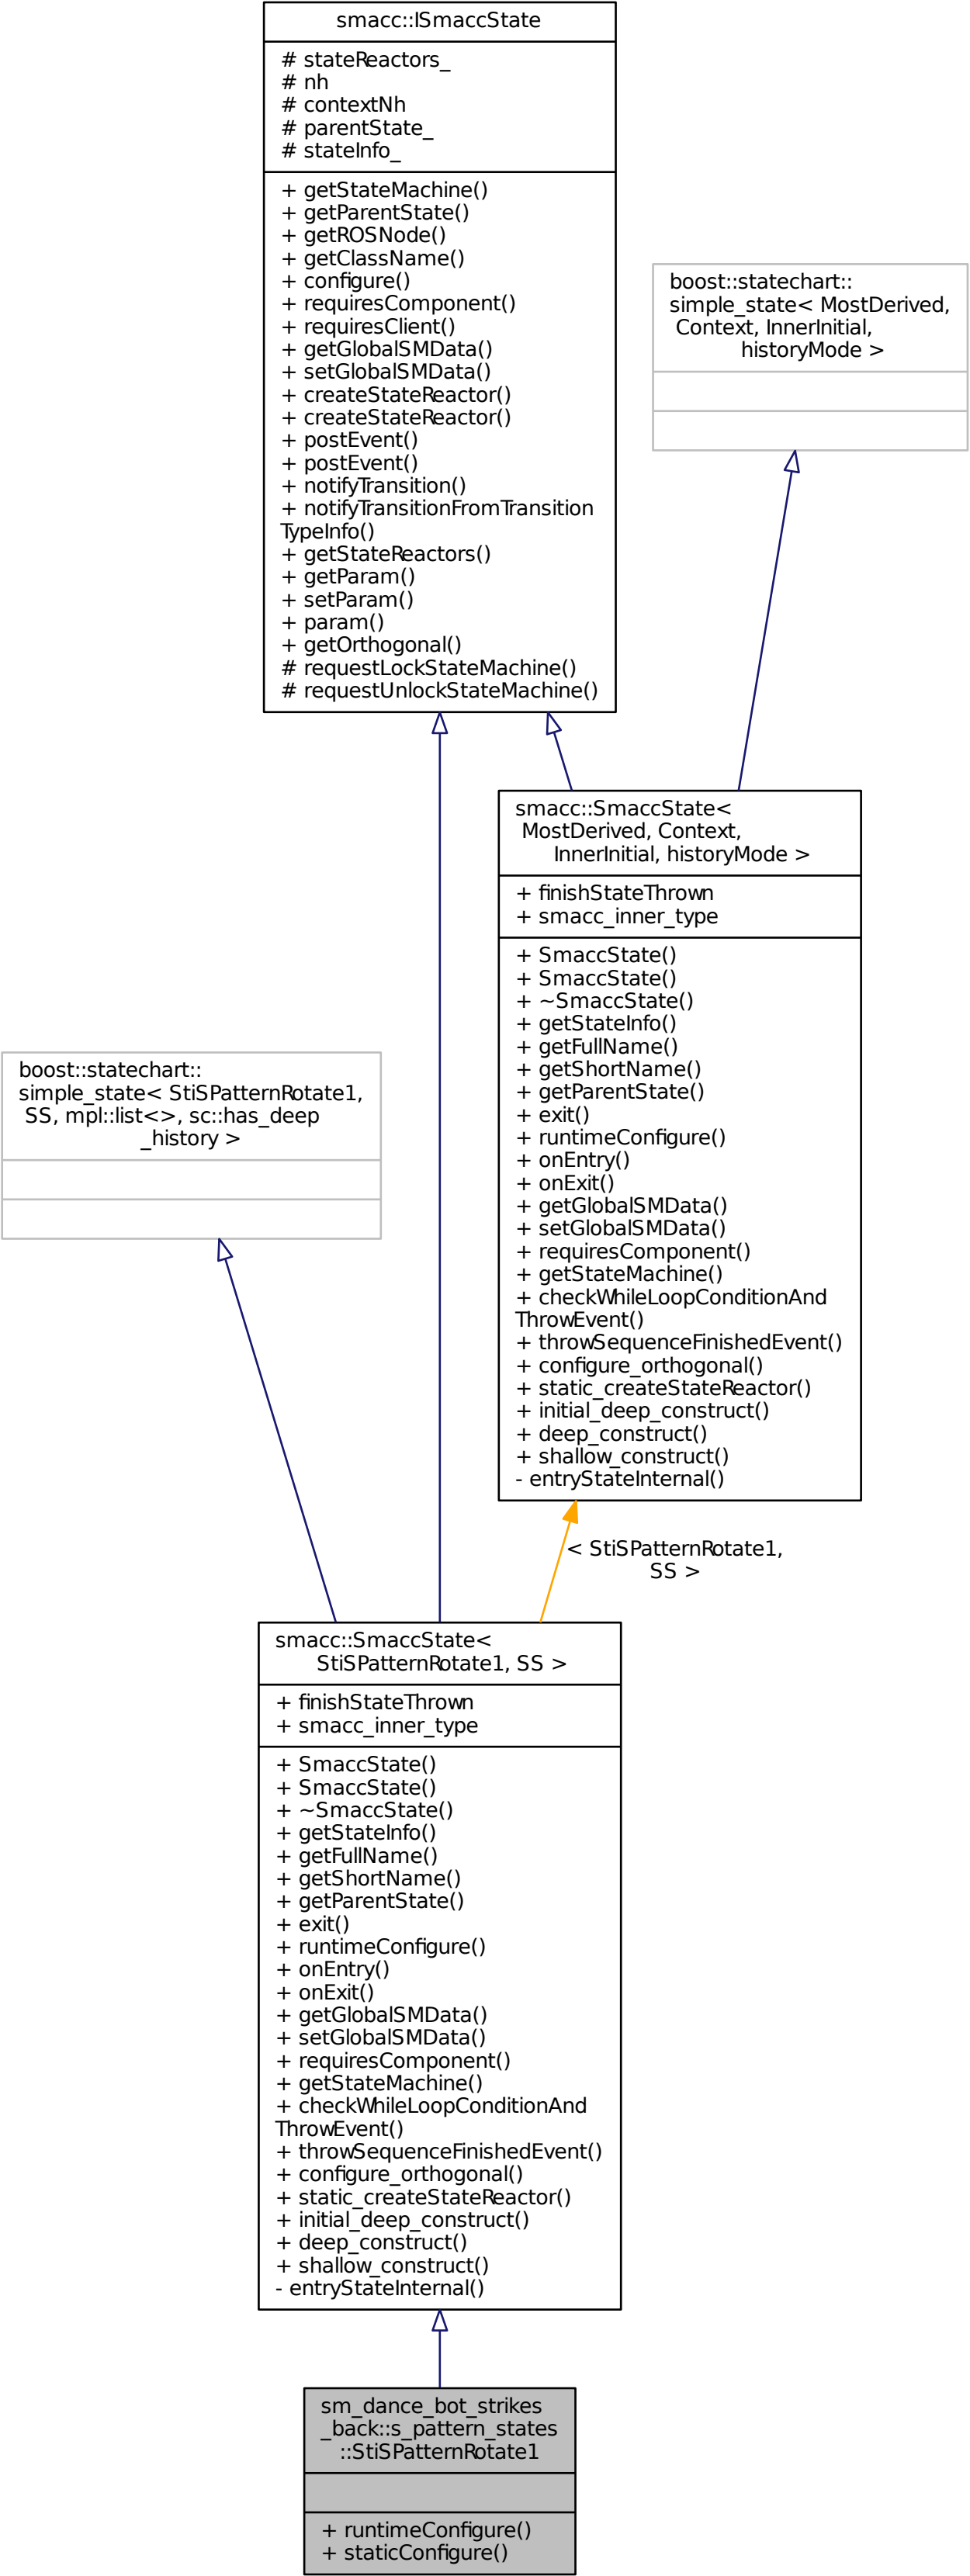 smacc::ISmaccState
# stateReactors_
# nh
# contextNh
# parentState_
# stateInfo_
+ getStateMachine()
+ getParentState()
+ getROSNode()
+ getClassName()
+ configure()
+ requiresComponent()
+ requiresClient()
+ getGlobalSMData()
+ setGlobalSMData()
+ createStateReactor()
+ createStateReactor()
+ postEvent()
+ postEvent()
+ notifyTransition()
+ notifyTransitionFromTransition
TypeInfo()
+ getStateReactors()
+ getParam()
+ setParam()
+ param()
+ getOrthogonal()
# requestLockStateMachine()
# requestUnlockStateMachine()
boost::statechart::
simple_state< MostDerived,
Context, InnerInitial,
historyMode >
smacc::SmaccState<
MostDerived, Context,
InnerInitial, historyMode >
+ finishStateThrown
+ smacc_inner_type
+ SmaccState()
+ SmaccState()
+ ~SmaccState()
+ getStateInfo()
+ getFullName()
+ getShortName()
+ getParentState()
+ exit()
+ runtimeConfigure()
+ onEntry()
+ onExit()
+ getGlobalSMData()
+ setGlobalSMData()
+ requiresComponent()
+ getStateMachine()
+ checkWhileLoopConditionAnd
ThrowEvent()
+ throwSequenceFinishedEvent()
+ configure_orthogonal()
+ static_createStateReactor()
+ initial_deep_construct()
+ deep_construct()
+ shallow_construct()
- entryStateInternal()
boost::statechart::
simple_state< StiSPatternRotate1,
SS, mpl::list<>, sc::has_deep
_history >
< StiSPatternRotate1,
SS >
smacc::SmaccState<
StiSPatternRotate1, SS >
+ finishStateThrown
+ smacc_inner_type
+ SmaccState()
+ SmaccState()
+ ~SmaccState()
+ getStateInfo()
+ getFullName()
+ getShortName()
+ getParentState()
+ exit()
+ runtimeConfigure()
+ onEntry()
+ onExit()
+ getGlobalSMData()
+ setGlobalSMData()
+ requiresComponent()
+ getStateMachine()
+ checkWhileLoopConditionAnd
ThrowEvent()
+ throwSequenceFinishedEvent()
+ configure_orthogonal()
+ static_createStateReactor()
+ initial_deep_construct()
+ deep_construct()
+ shallow_construct()
- entryStateInternal()
sm_dance_bot_strikes
_back::s_pattern_states
::StiSPatternRotate1
+ runtimeConfigure()
+ staticConfigure()